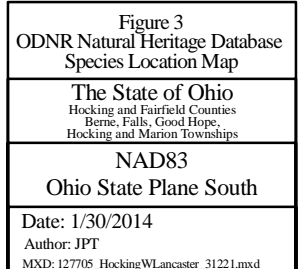 Figure 3
ODNR Natural Heritage Database
Species Location Map
The State of Ohio
Hocking and Fairfield Counties
Berne, Falls, Good Hope,
Hocking and Marion Townships
NAD83
Ohio State Plane South
Date: 1/30/2014
Author: JPT
MXD: 127705_HockingWLancaster_31221.mxd